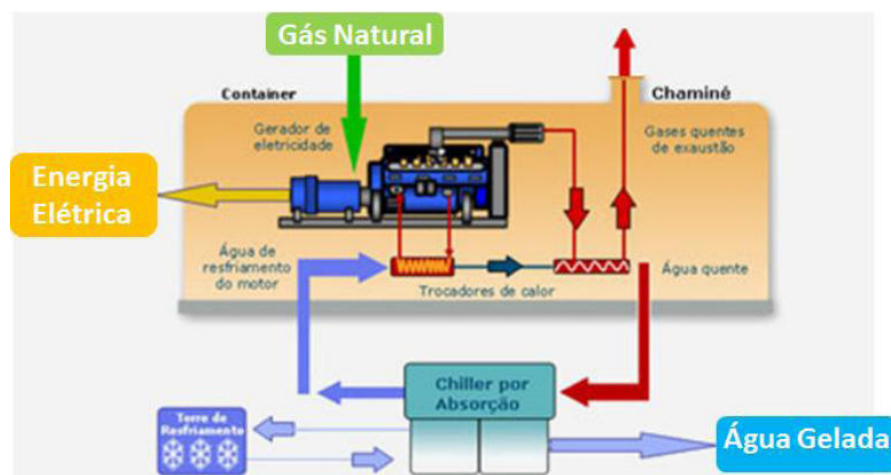 Gás Natural
Container
Chaminé
Gerador de
eletricidade
Gases quentes
de exaustão
Energia
Elétrica
Água de
resfriamento
do motor
Trocadores de calor
Água quente
Chiller por
Absorção
Torre de
Resfriamento
Água Gelada